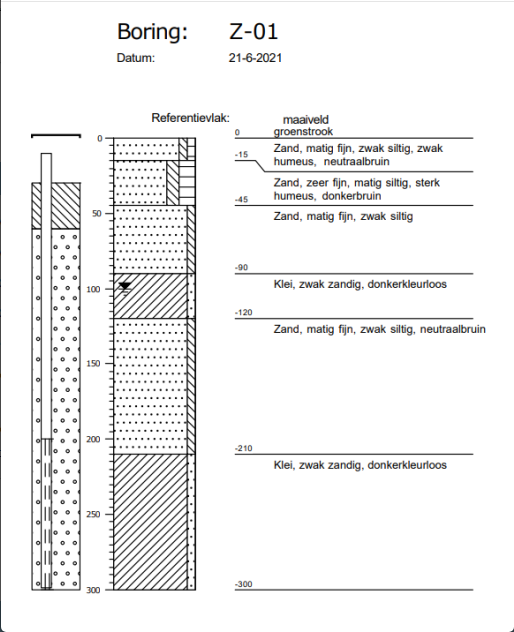 Boring: Z-01
Datum: 21-6-2021
Referentievlak: maaiveld
0 groenstrook
0
Zand, matig fijn, zwak siltig, zwak
humeus, neutraalbruin
-15
Zand, zeer fijn, matig siltig, sterk
humeus, donkerbruin
-45
Zand, matig fijn, zwak siltig
50
-90
Klei, zwak zandig, donkerkleurloos
100
-120
Zand, matig fijn, zwak siltig, neutraalbruin
150
200
-210
Klei, zwak zandig, donkerkleurloos
250
-300
300